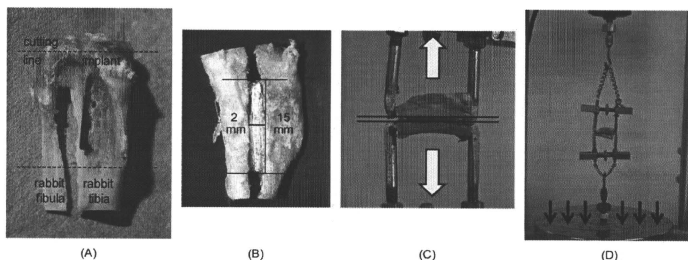 cutting
line implant
rabbit rabbit
fibula tibia
2 15
mm mm
(A) (B) (C) (D)